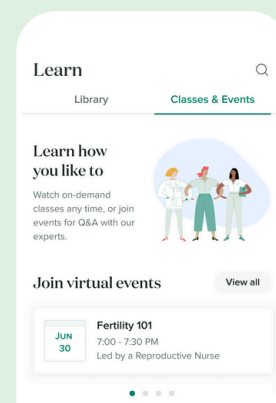 Learn
Library
Classes & Events
Learn how
you like to
Watch on-demand
classes any time, or join
events for Q&A with our
experts.
Join virtual events
View all
JUN
30
Fertility 101
7:00 - 7:30 PM
Led by a Reproductive Nurse